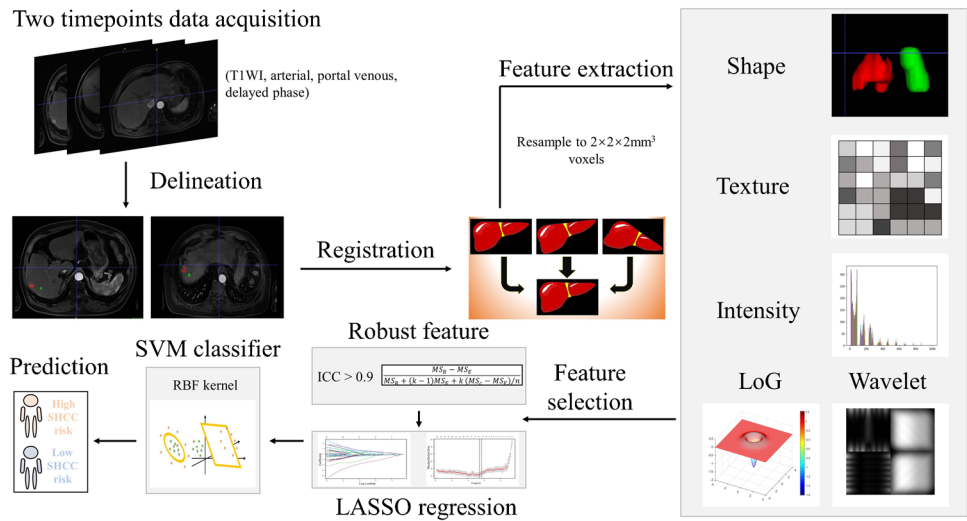 Two timepoints data acquisition
(T1WI, arterial, portal venous,
delayed phase)
Delineation
Registration
Feature extraction
Resample to 2×2×2mm³
voxels
Shape
Texture
Intensity
LoG
Wavelet
Feature
selection
Robust feature
ICC > 0.9
MS_R − MS_E
MS_R + (k − 1)MS_E + k (MS_C − MS_E)/n
LASSO regression
SVM classifier
RBF kernel
Prediction
High
SHCC
risk
Low
SHCC
risk